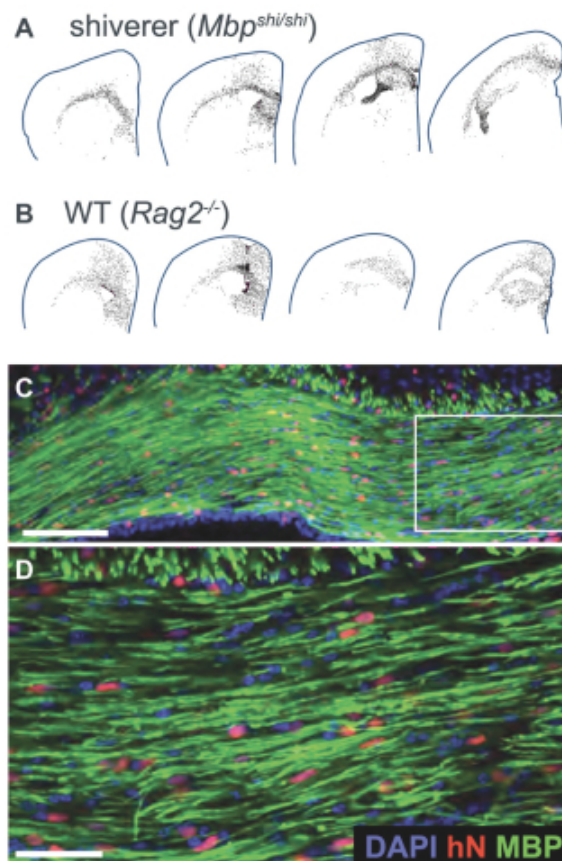 A shiverer (Mbpshi/shi)
B WT (Rag2-/-)
C
D
DAPI hN MBP